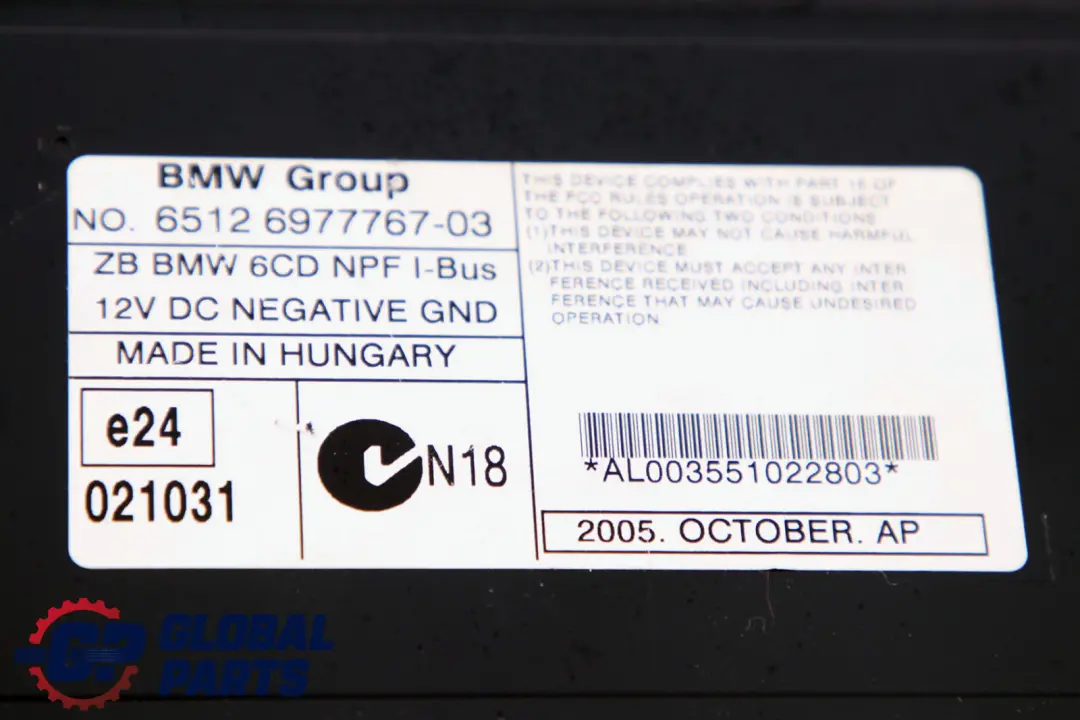 BMW Group
NO. 6512 6977767-03
ZB BMW 6CD NPF I-Bus
12V DC NEGATIVE GND
MADE IN HUNGARY
e24
021031
N18
THIS DEVICE COMPLIES WITH PART 15 OF
THE FCC RULES OPERATION IS SUBJECT
TO THE FOLLOWING TWO CONDITIONS
(1)THIS DEVICE MAY NOT CAUSE HARMFUL
INTERFERENCE
(2)THIS DEVICE MUST ACCEPT ANY INTER
FERENCE RECEIVED INCLUDING INTER
FERENCE THAT MAY CAUSE UNDESIRED
OPERATION
*AL003551022803*
2005. OCTOBER. AP
GP GLOBAL
PARTS